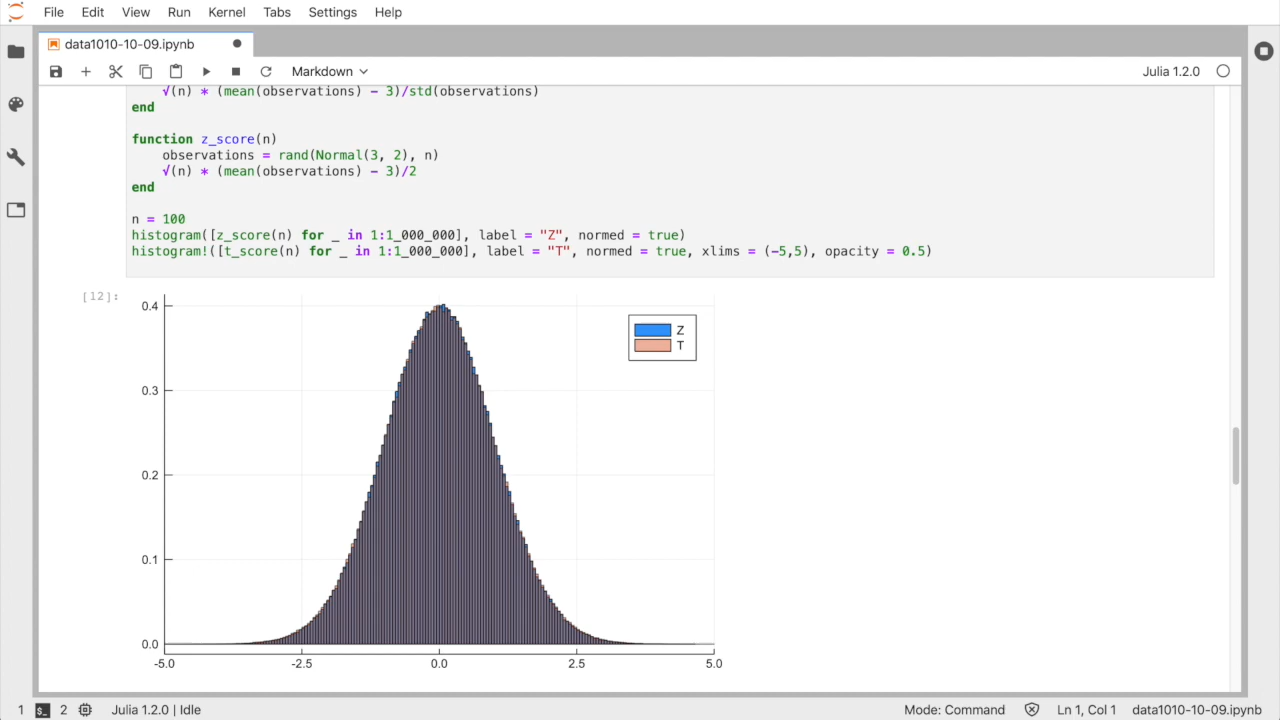 File Edit View Run Kernel Tabs Settings Help
data1010-10-09.ipynb
Markdown
Julia 1.2.0
√(n) * (mean(observations) - 3)/std(observations)
end
function z_score(n)
observations = rand(Normal(3, 2), n)
√(n) * (mean(observations) - 3)/2
end
n = 100
histogram([z_score(n) for _ in 1:1_000_000], label = "Z", normed = true)
histogram!([t_score(n) for _ in 1:1_000_000], label = "T", normed = true, xlims = (-5,5), opacity = 0.5)
[12]:
0.4
Z
T
0.3
0.2
0.1
0.0
-5.0 -2.5 0.0 2.5 5.0
1 2 Julia 1.2.0 | Idle Mode: Command Ln 1, Col 1 data1010-10-09.ipynb